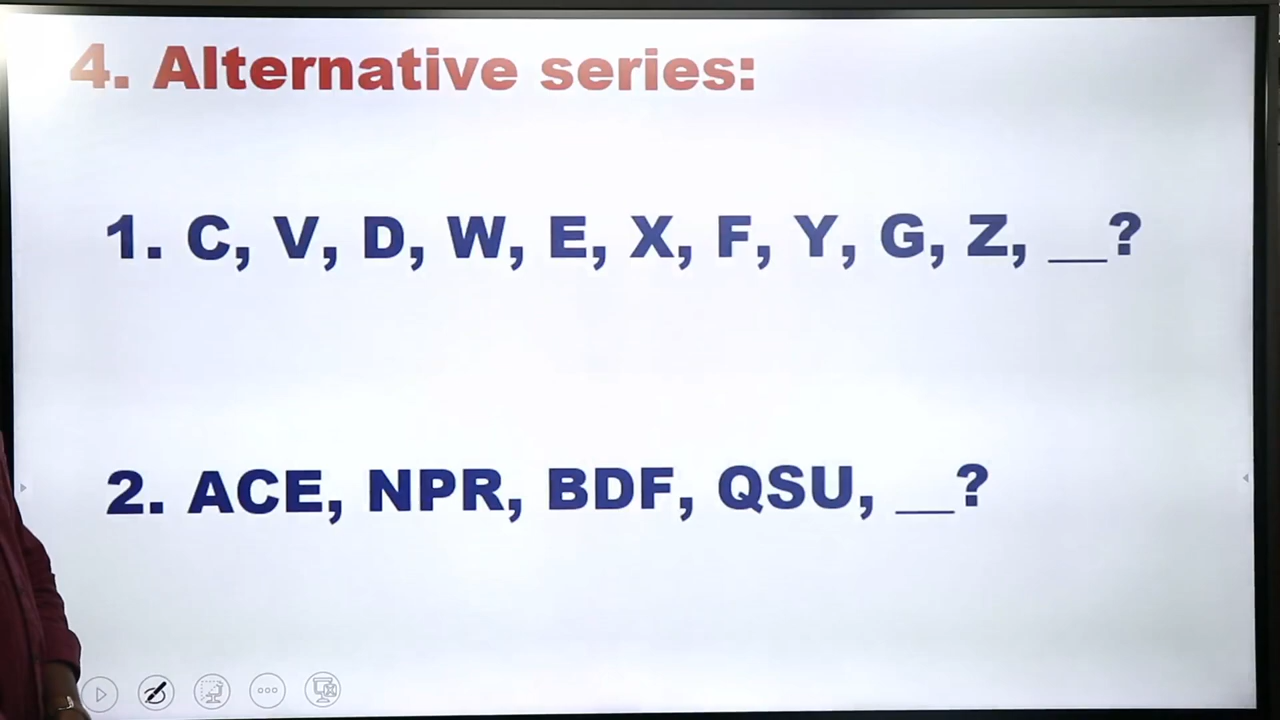 4. Alternative series:
1. C, V, D, W, E, X, F, Y, G, Z, __?
2. ACE, NPR, BDF, QSU, __?